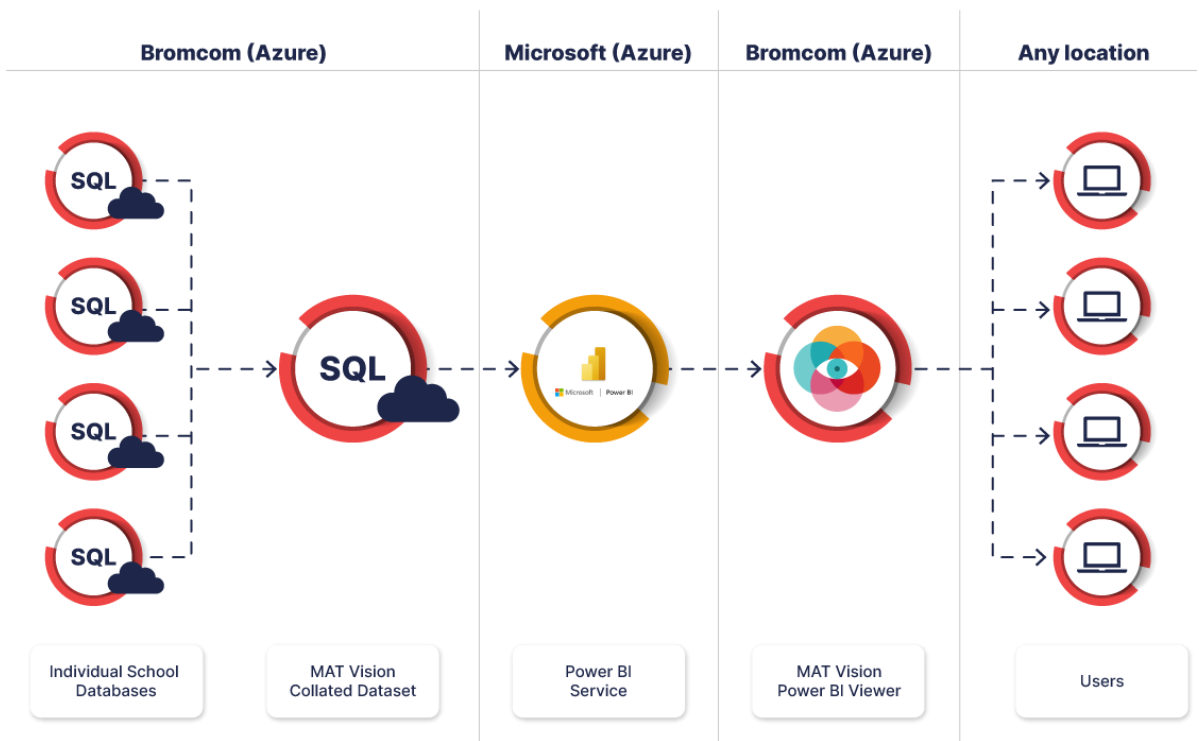 Bromcom (Azure)
Microsoft (Azure)
Bromcom (Azure)
Any location
SQL
SQL
SQL
SQL
SQL
Microsoft | Power BI
Individual School
Databases
MAT Vision
Collated Dataset
Power BI
Service
MAT Vision
Power BI Viewer
Users